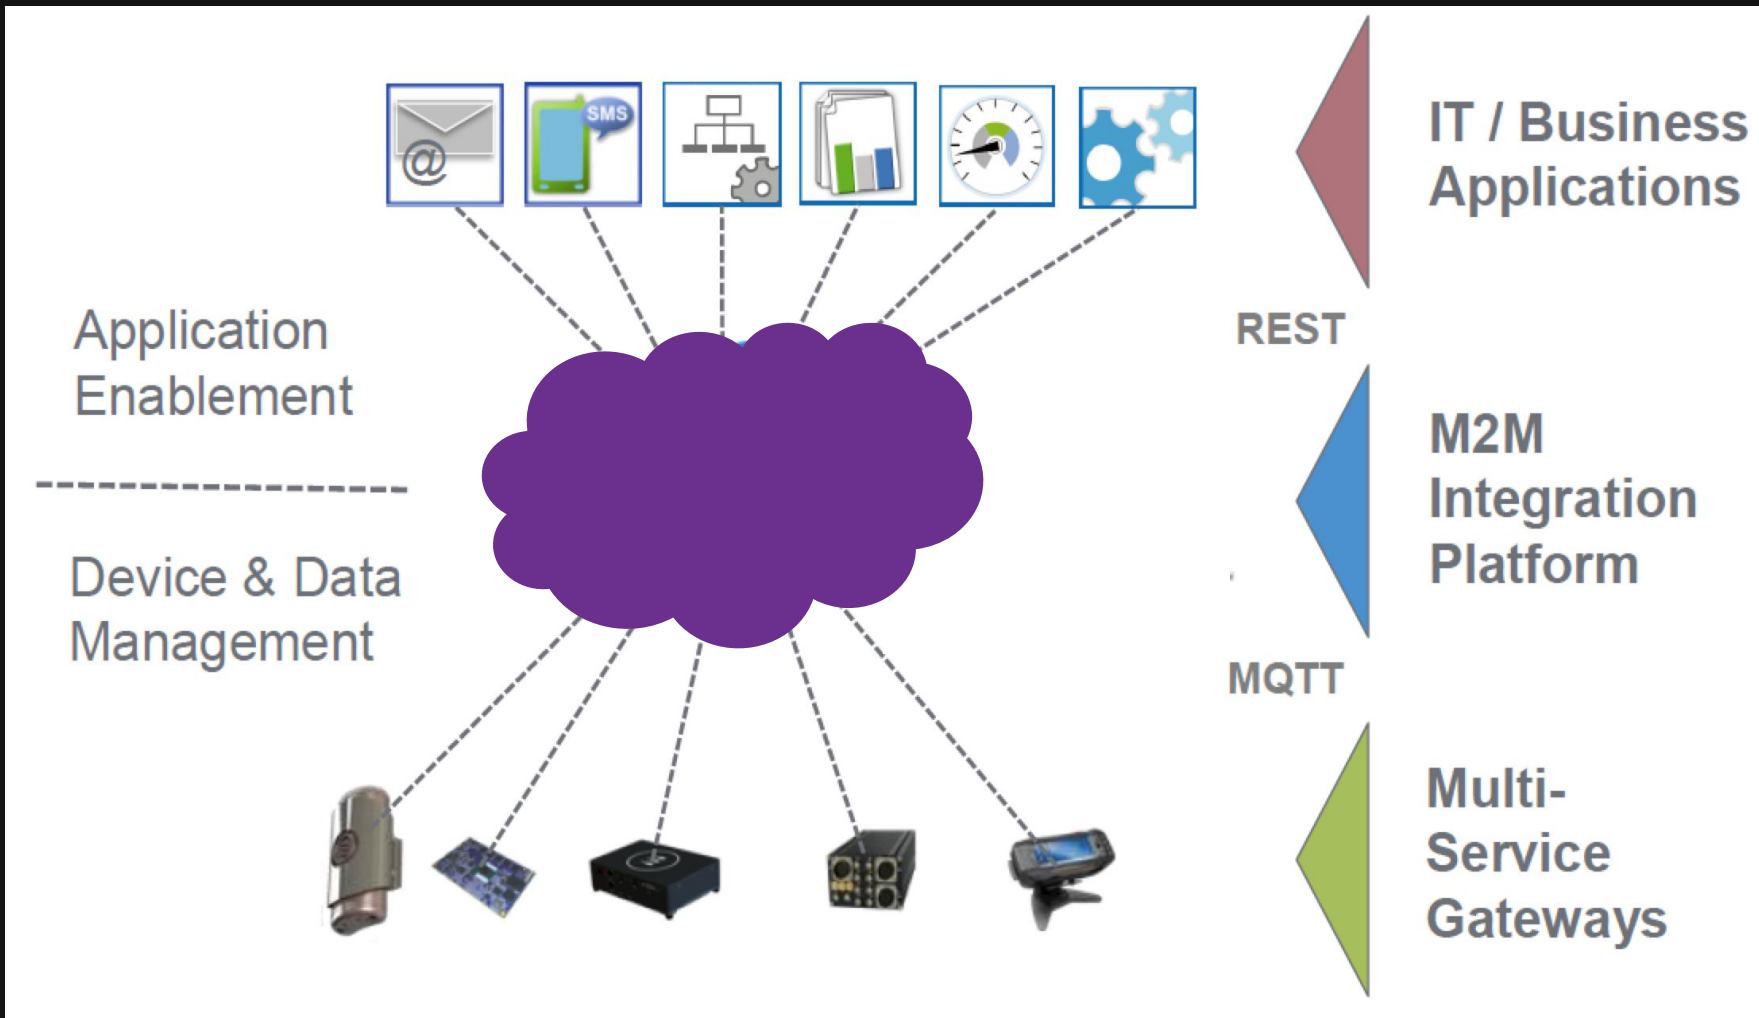 SMS
@
IT / Business
Applications
Application
Enablement
REST
M2M
Integration
Platform
Device & Data
Management
MQTT
Multi-
Service
Gateways